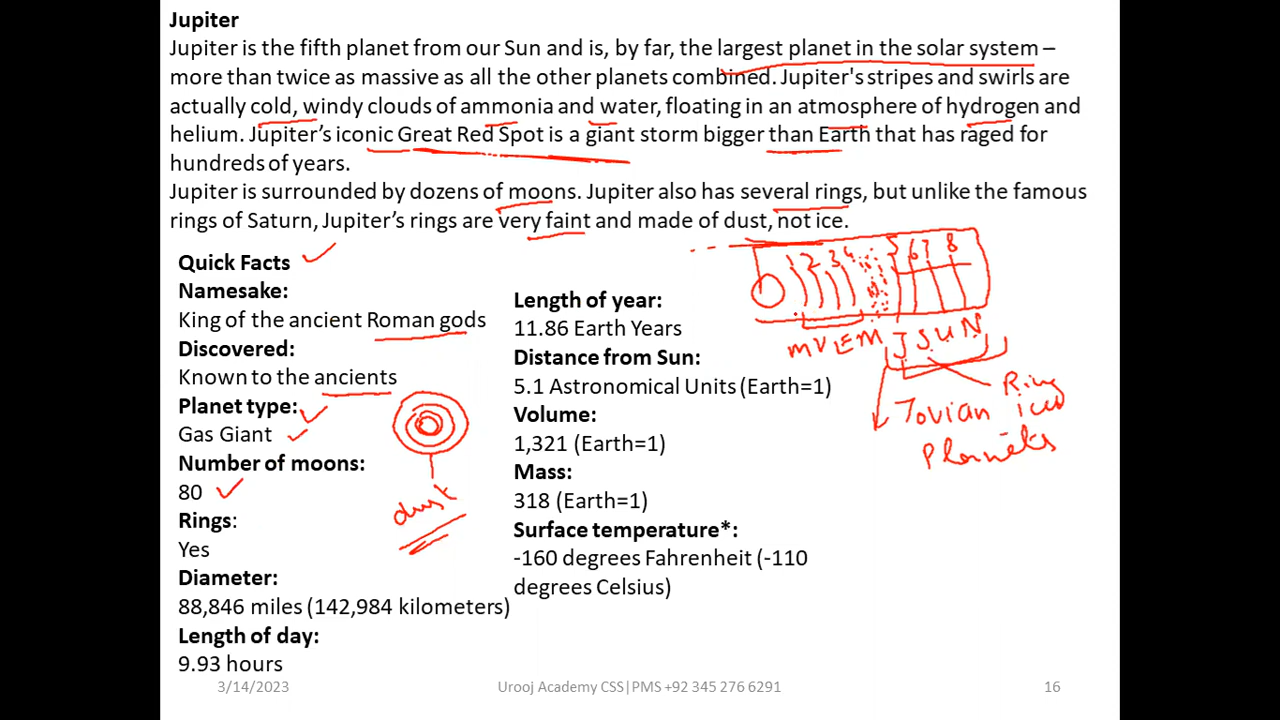 Jupiter
Jupiter is the fifth planet from our Sun and is, by far, the largest planet in the solar system –
more than twice as massive as all the other planets combined. Jupiter's stripes and swirls are
actually cold, windy clouds of ammonia and water, floating in an atmosphere of hydrogen and
helium. Jupiter’s iconic Great Red Spot is a giant storm bigger than Earth that has raged for
hundreds of years.
Jupiter is surrounded by dozens of moons. Jupiter also has several rings, but unlike the famous
rings of Saturn, Jupiter’s rings are very faint and made of dust, not ice.
Quick Facts
Namesake:
King of the ancient Roman gods
Discovered:
Known to the ancients
Planet type:
Gas Giant
Number of moons:
80
Rings:
Yes
Diameter:
88,846 miles (142,984 kilometers)
Length of day:
9.93 hours
dust
Length of year:
11.86 Earth Years
Distance from Sun:
5.1 Astronomical Units (Earth=1)
Volume:
1,321 (Earth=1)
Mass:
318 (Earth=1)
Surface temperature*:
-160 degrees Fahrenheit (-110
degrees Celsius)
1 2 3 4 5 6 7 8
M V E M J S U N
Ring
Jovian
Planets
3/14/2023
Urooj Academy CSS|PMS +92 345 276 6291
16